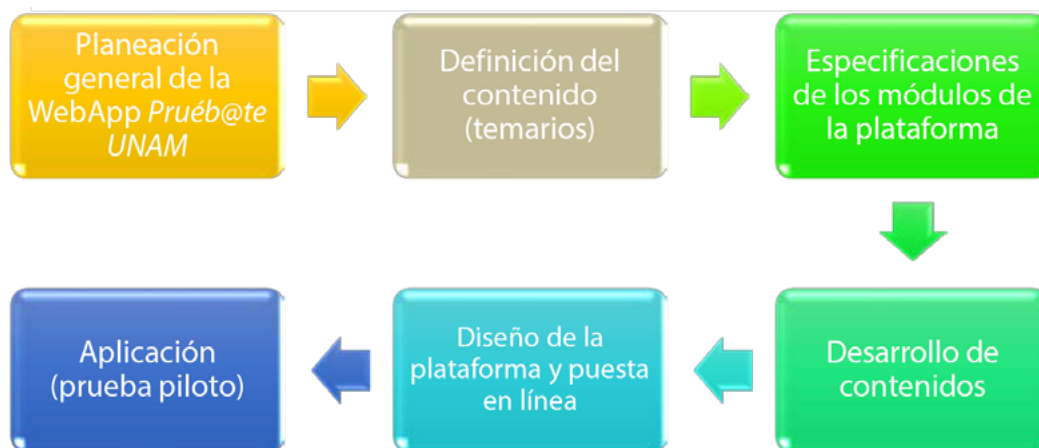 Planeación
general de la
WebApp Pruéb@te
UNAM
Definición del
contenido
(temarios)
Especificaciones
de los módulos de
la plataforma
Desarrollo de
contenidos
Diseño de la
plataforma y puesta
en línea
Aplicación
(prueba piloto)